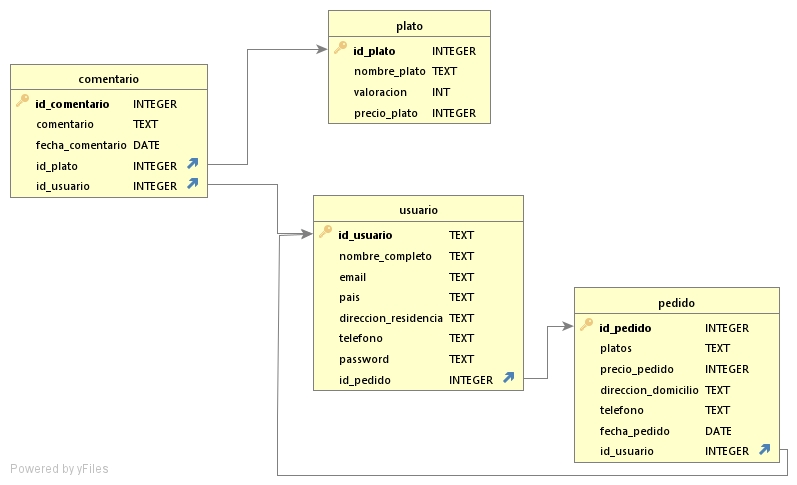 plato
id_plato INTEGER
nombre_plato TEXT
valoracion INT
precio_plato INTEGER
comentario
id_comentario INTEGER
comentario TEXT
fecha_comentario DATE
id_plato INTEGER
id_usuario INTEGER
usuario
id_usuario TEXT
nombre_completo TEXT
email TEXT
pais TEXT
direccion_residencia TEXT
telefono TEXT
password TEXT
id_pedido INTEGER
pedido
id_pedido INTEGER
platos TEXT
precio_pedido INTEGER
direccion_domicilio TEXT
telefono TEXT
fecha_pedido DATE
id_usuario INTEGER
Powered by yFiles